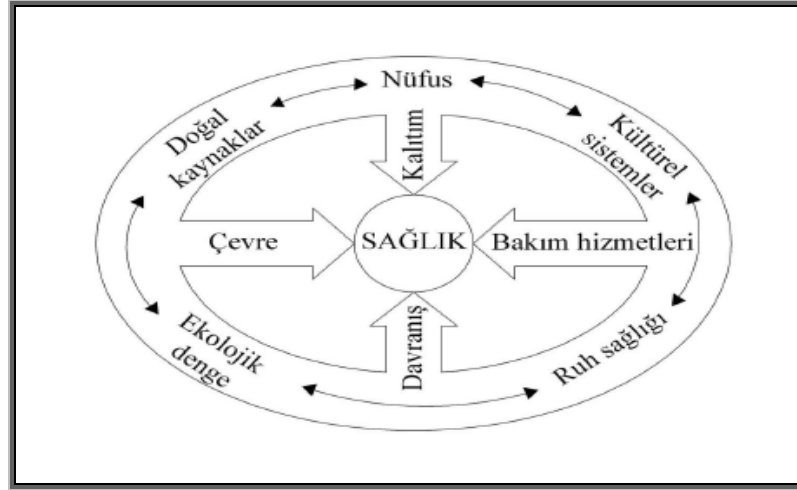 Nüfus
Doğal
kaynaklar
Kültürel
sistemler
Kalıtım
Çevre
SAĞLIK
Bakım hizmetleri
Davranış
Ekolojik
denge
Ruh sağlığı